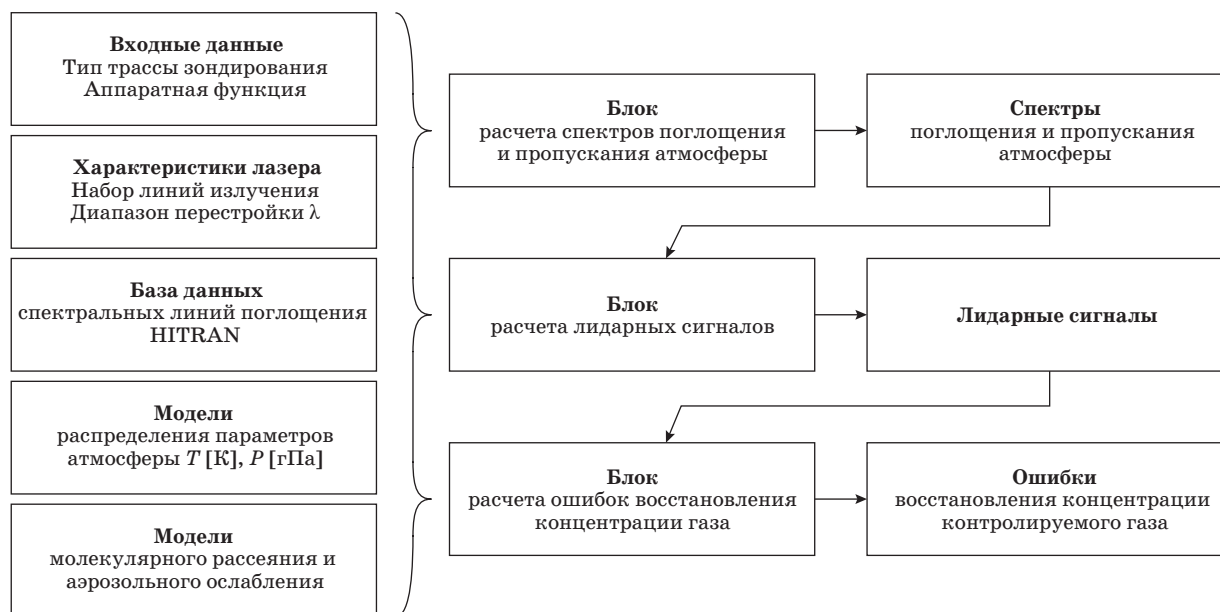 Входные данные
Тип трассы зондирования
Аппаратная функция
Характеристики лазера
Набор линий излучения
Диапазон перестройки λ
База данных
спектральных линий поглощения
HITRAN
Модели
распределения параметров
атмосферы T [К], P [гПа]
Модели
молекулярного рассеяния и
аэрозольного ослабления
Блок
расчета спектров поглощения
и пропускания атмосферы
Спектры
поглощения и пропускания
атмосферы
Блок
расчета лидарных сигналов
Лидарные сигналы
Блок
расчета ошибок восстановления
концентрации газа
Ошибки
восстановления концентрации
контролируемого газа